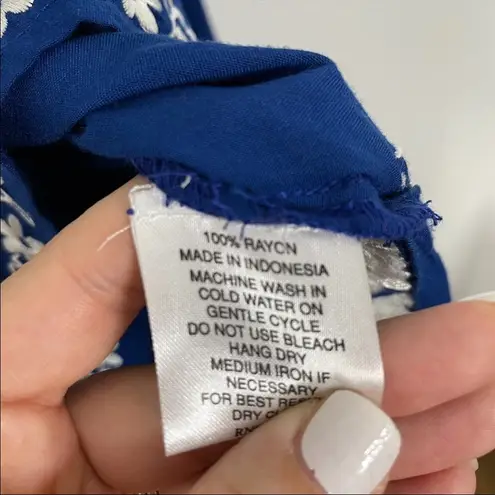 100% RAYON
MADE IN INDONESIA
MACHINE WASH IN
COLD WATER ON
GENTLE CYCLE
DO NOT USE BLEACH
HANG DRY
MEDIUM IRON IF
NECESSARY
FOR BEST
DRY